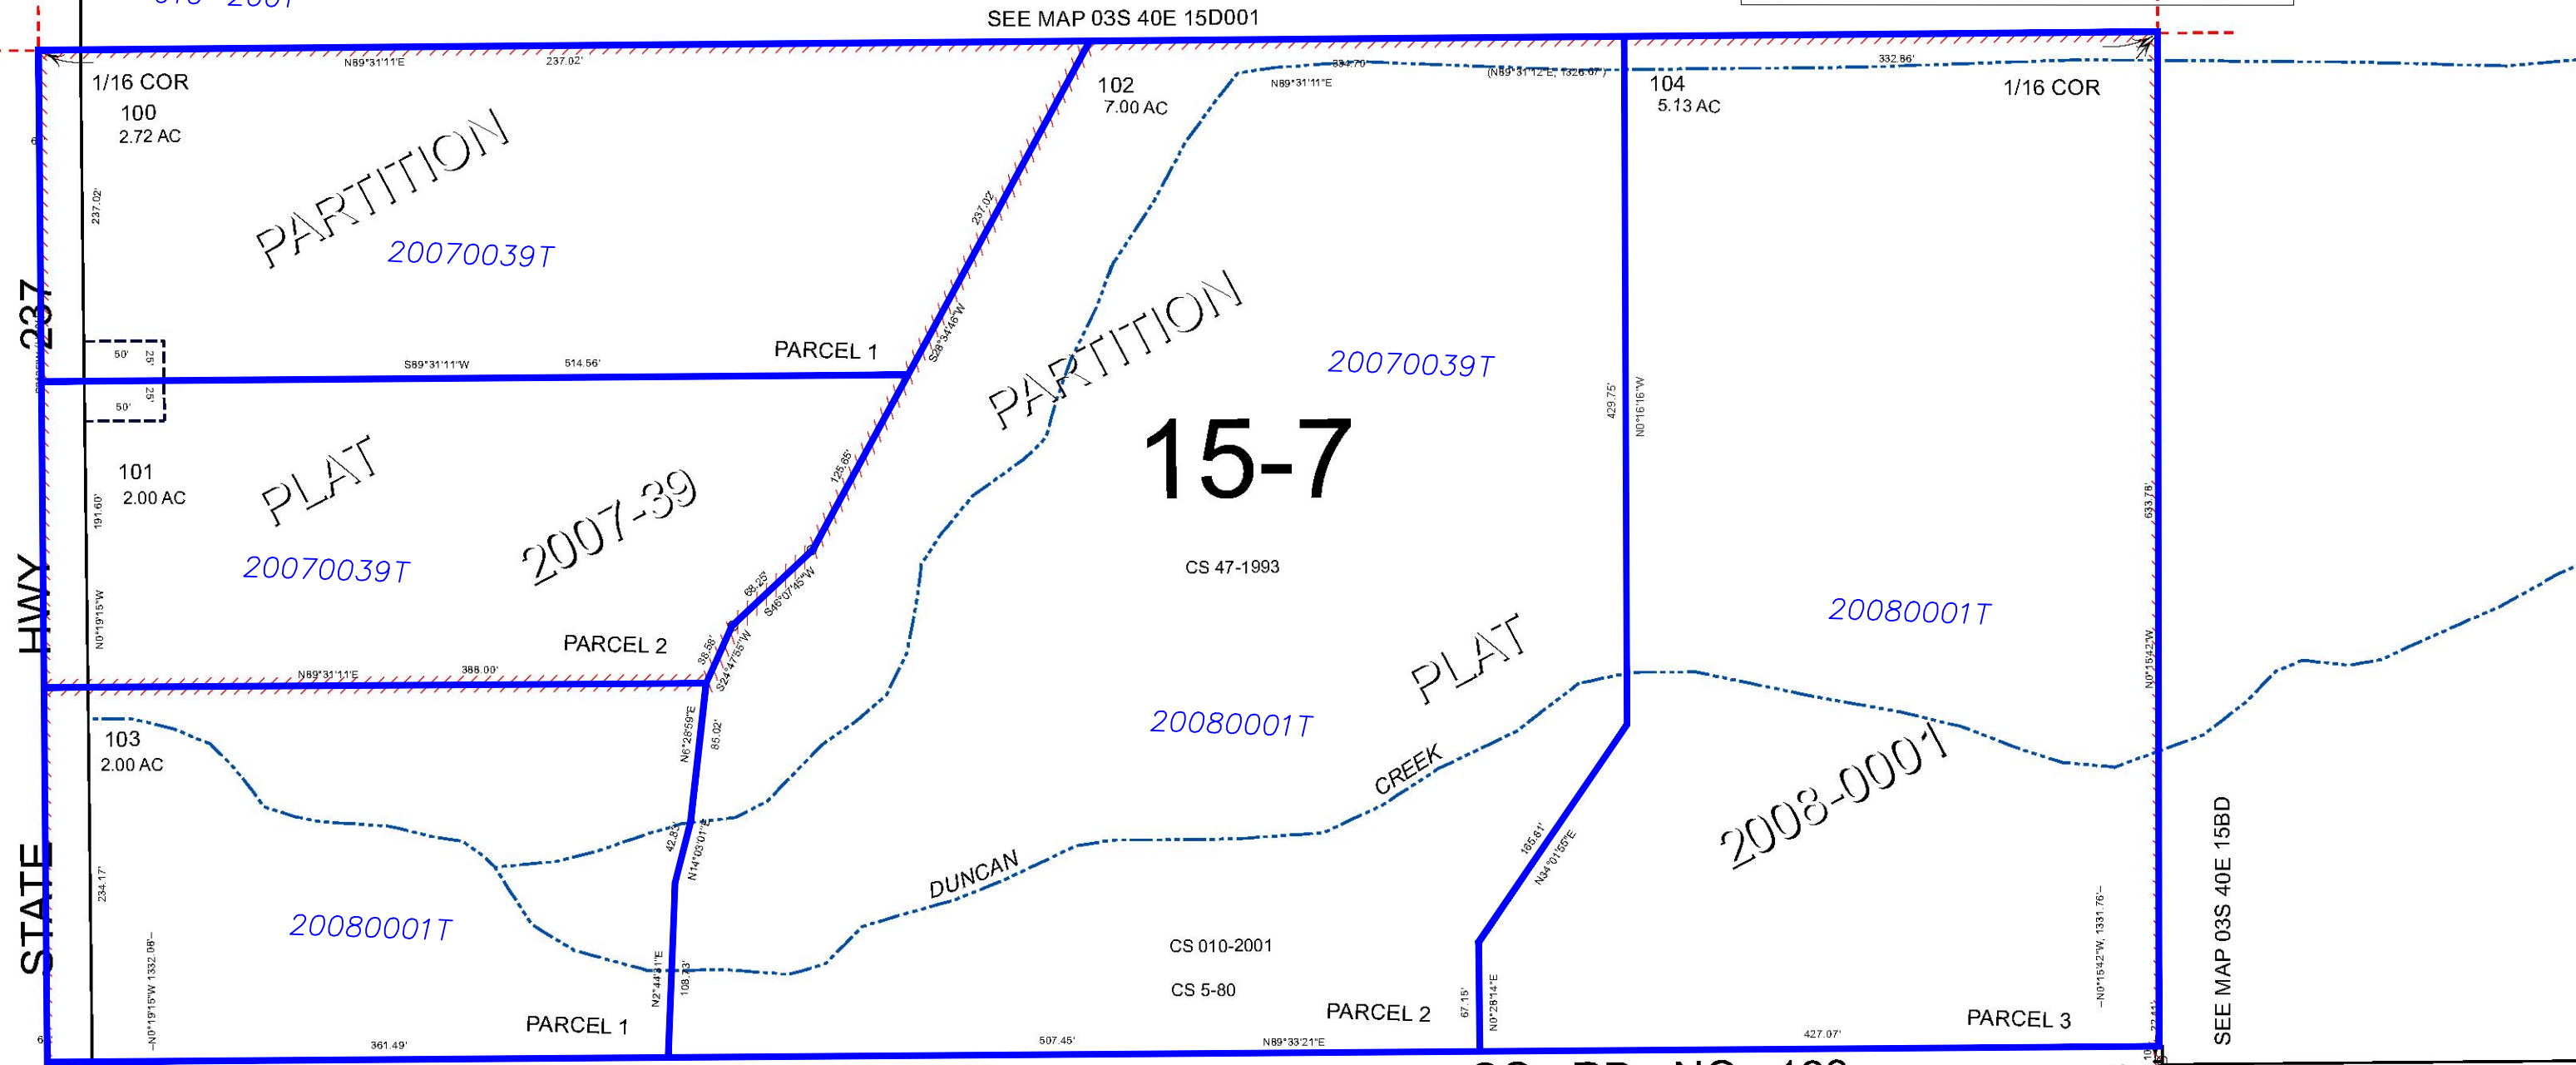 SEE MAP 03S 40E 15D001
N89°31'11"E
237.02'
1/16 COR
100
2.72 AC
PARTITION
20070039T
237.02'
237.02'
S28°34'46"W
102
7.00 AC
N89°31'11"E
(N89°31'12"E, 1326.67')
104
5.13 AC
332.86'
1/16 COR
PARTITION
20070039T
15-7
CS 47-1993
429.75'
N0°16'16"W
237
50'
25'
25'
50'
S89°31'11"W
514.56'
PARCEL 1
101
2.00 AC
191.60'
N0°19'15"W
PLAT
2007-39
20070039T
125.65'
68.25'
S46°07'45"W
38.58'
S24°47'55"W
PARCEL 2
N89°31'11"E
388.00'
HWY
STATE
103
2.00 AC
234.17'
N6°28'59"E
85.02'
42.83'
N14°03'01"E
N2°44'31"E
108.73'
20080001T
–N0°19'15"W 1332.08'–
PARCEL 1
361.49'
20080001T
PLAT
DUNCAN
CREEK
165.81'
N34°01'55"E
CS 010-2001
CS 5-80
PARCEL 2
67.15'
N0°28'14"E
507.45'
N89°33'21"E
20080001T
2008-0001
633.78'
N0°15'42"W
–N0°15'42"W, 1331.76'–
PARCEL 3
427.07'
SEE MAP 03S 40E 15BD